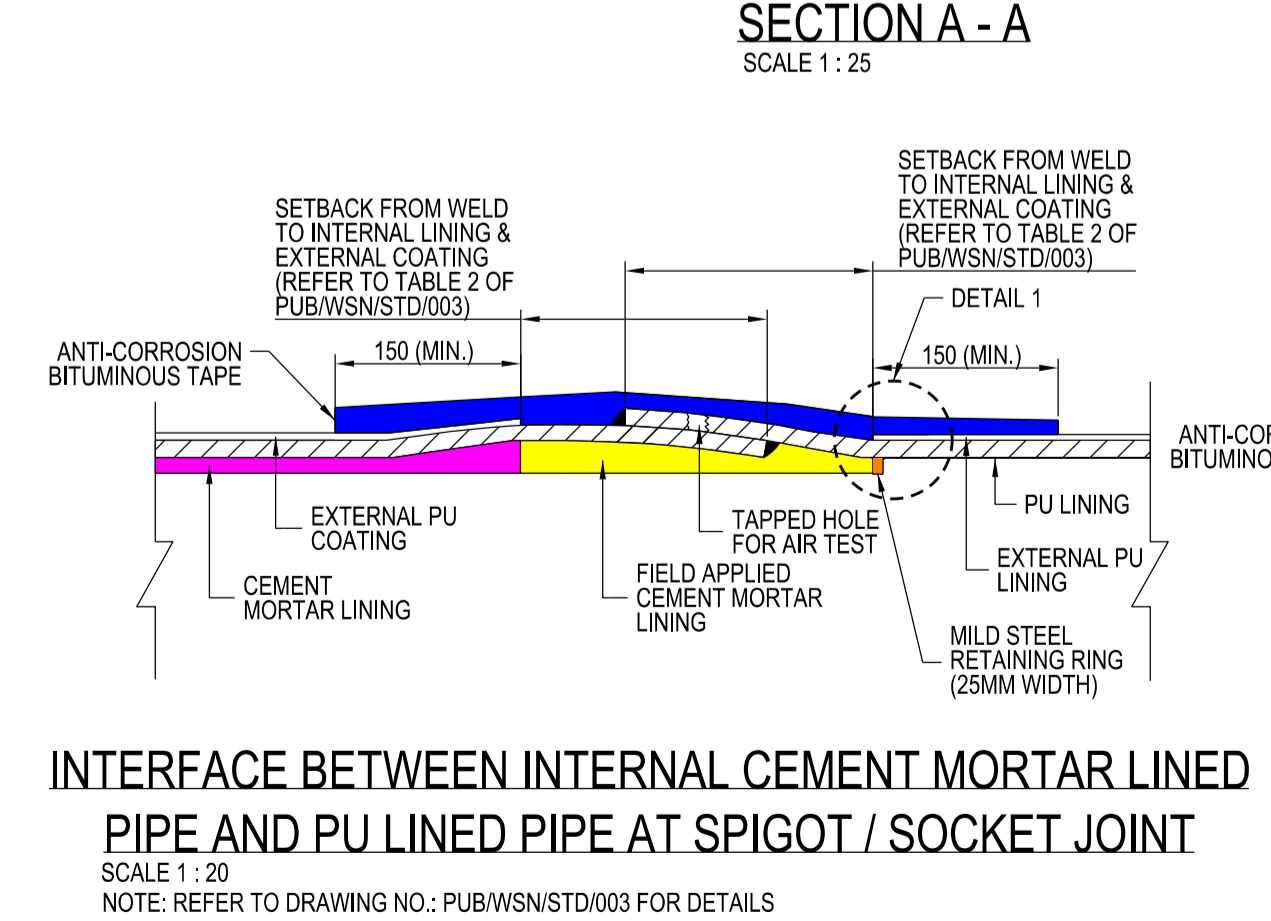 SECTION A - A
SCALE 1 : 25
SETBACK FROM WELD
TO INTERNAL LINING &
EXTERNAL COATING
(REFER TO TABLE 2 OF
PUB/WSN/STD/003)
SETBACK FROM WELD
TO INTERNAL LINING &
EXTERNAL COATING
(REFER TO TABLE 2 OF
PUB/WSN/STD/003)
DETAIL 1
ANTI-CORROSION
BITUMINOUS TAPE
150 (MIN.)
150 (MIN.)
ANTI-COR
BITUMINO
EXTERNAL PU
COATING
CEMENT
MORTAR LINING
TAPPED HOLE
FOR AIR TEST
FIELD APPLIED
CEMENT MORTAR
LINING
PU LINING
EXTERNAL PU
LINING
MILD STEEL
RETAINING RING
(25MM WIDTH)
INTERFACE BETWEEN INTERNAL CEMENT MORTAR LINED
PIPE AND PU LINED PIPE AT SPIGOT / SOCKET JOINT
SCALE 1 : 20
NOTE: REFER TO DRAWING NO.: PUB/WSN/STD/003 FOR DETAILS